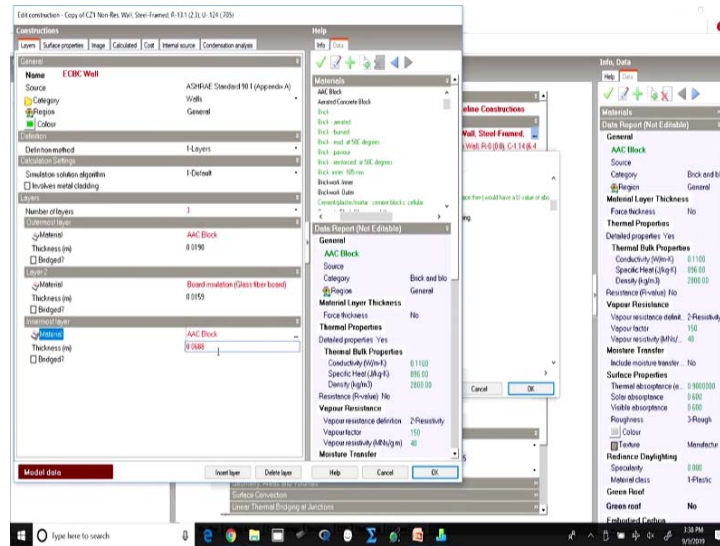 Edit construction - Copy of CZ1 Non-Res, Wall, Steel-Framed, R-13.1 (2.3), U-.124 (.705)
Constructions
Layers Surface properties Image Calculated Cost Internal source Condensation analysis
General
Name ECBC Wall
Source ASHRAE Standard 90.1 (Appendix A)
Category Walls
Region General
Colour
Definition
Definition method 1-Layers
Calculation Settings
Simulation solution algorithm 1-Default
Involves metal cladding
Layers
Number of layers 3
Outermost layer
Material AAC Block
Thickness (m) 0.0190
Bridged?
Layer 2
Material Board insulation (Glass fiber board)
Thickness (m) 0.0159
Bridged?
Innermost layer
Material AAC Block
Thickness (m) 0.0688
Bridged?
Model data
Insert layer Delete layer Help Cancel OK
Help
Info Data
Materials
AAC Block
Aerated Concrete Block
Brick
Brick - aerated
Brick - burned
Brick - mud, at 50C degrees
Brick - porous
Brick - reinforced, at 50C degrees
Brickwork Inner
Brickwork Outer
Data Report (Not Editable)
General
AAC Block
Source
Category Brick and blo
Region General
Material Layer Thickness
Force thickness No
Thermal Properties
Detailed properties Yes
Thermal Bulk Properties
Conductivity (W/m-K) 0.1100
Specific Heat (J/kg-K) 896.00
Density (kg/m3) 2800.00
Resistance (R-value) No
Vapour Resistance
Vapour resistance definition 2-Resistivity
Vapour factor 150
Vapour resistivity (MNs/gm) 40
Moisture Transfer
eline Constructions
Wall, Steel-Framed,
Cancel OK
Geometry, Areas and Volumes
Surface Convection
Linear Thermal Bridging at Junctions
Info, Data
Help Data
Materials
Data Report (Not Editable)
General
AAC Block
Source
Category Brick and bl
Region General
Material Layer Thickness
Force thickness No
Thermal Properties
Detailed properties Yes
Thermal Bulk Properties
Conductivity (W/m-K) 0.1100
Specific Heat (J/kg-K) 896.00
Density (kg/m3) 2800.00
Resistance (R-value) No
Vapour Resistance
Vapour resistance definit.. 2-Resistivity
Vapour factor 150
Vapour resistivity (MNs/.. 40
Moisture Transfer
Include moisture transfer .. No
Surface Properties
Thermal absorptance (e.. 0.9000000
Solar absorptance 0.600
Visible absorptance 0.600
Roughness 3-Rough
Colour
Texture Manufactur
Radiance Daylighting
Specularity 0.000
Material class 1-Plastic
Green Roof
Green roof No
Embodied Carbon
Type here to search
3:38 PM
9/9/2019